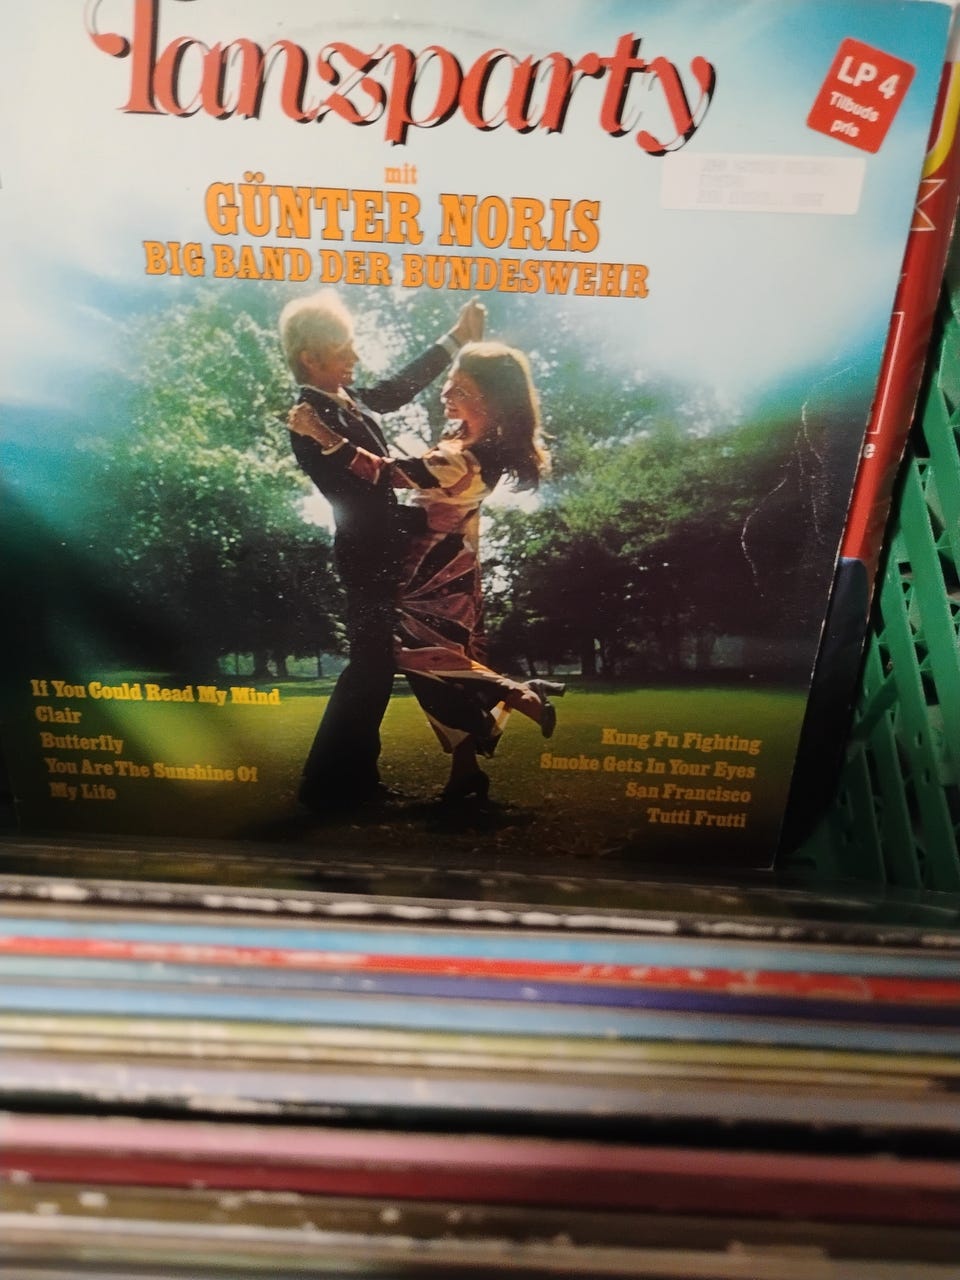 Tanzparty
LP 4
Tilbuds
pris
mit
GÜNTER NORIS
BIG BAND DER BUNDESWEHR
If You Could Read My Mind
Clair
Butterfly
You Are The Sunshine Of
My Life
Kung Fu Fighting
Smoke Gets In Your Eyes
San Francisco
Tutti Frutti